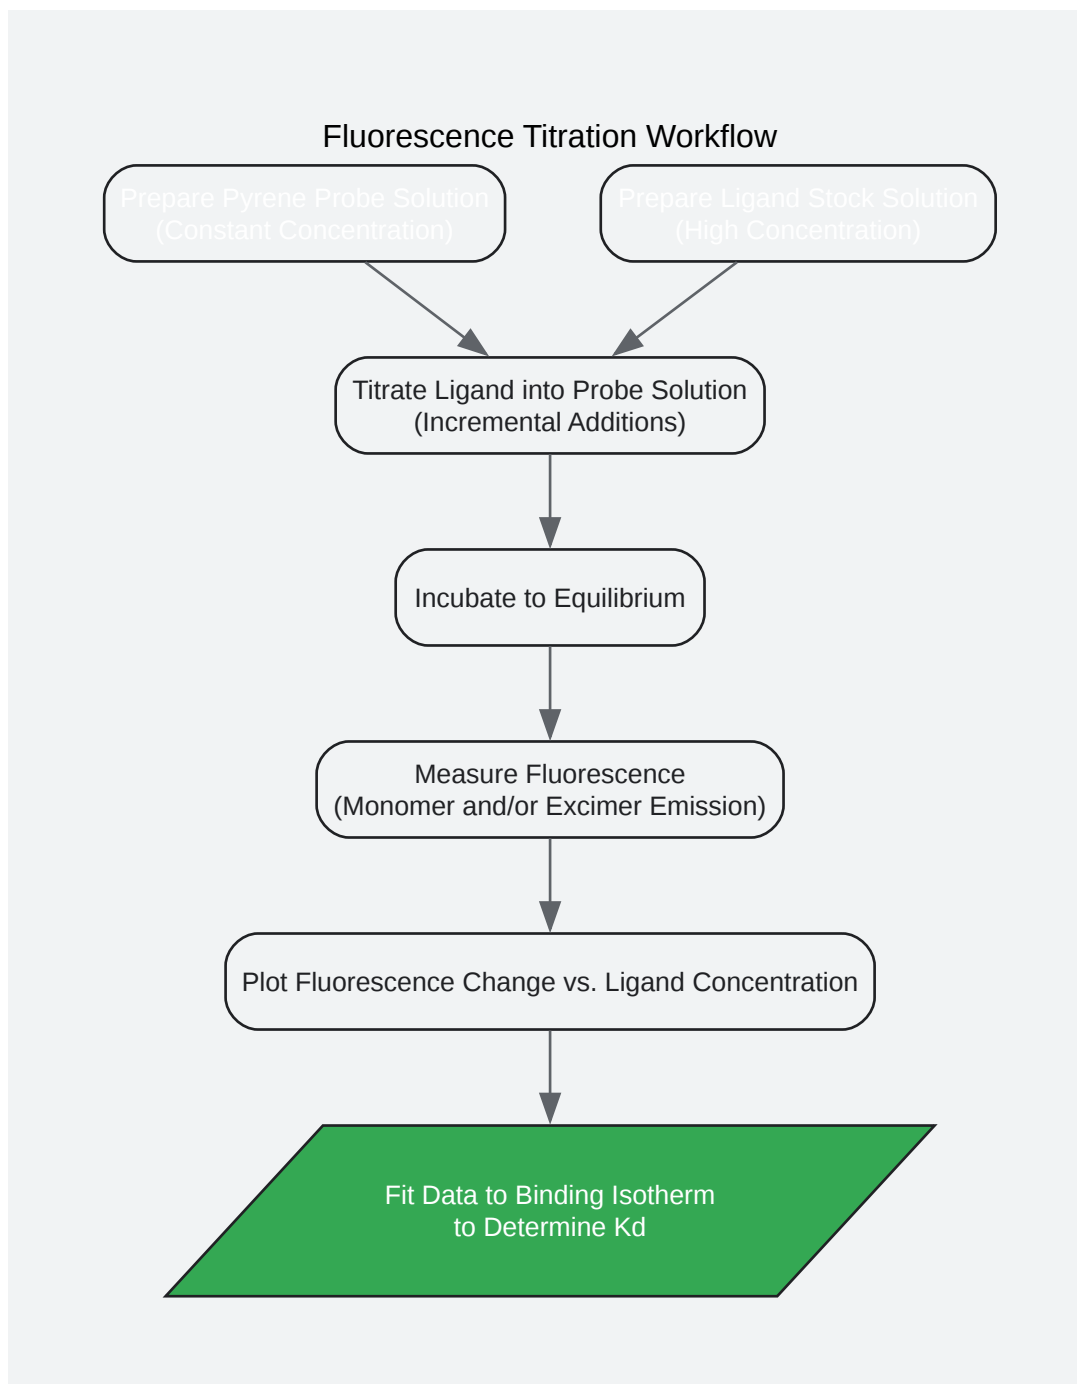 Fluorescence Titration Workflow
Prepare Pyrene Probe Solution
(Constant Concentration)
Prepare Ligand Stock Solution
(High Concentration)
Titrate Ligand into Probe Solution
(Incremental Additions)
Incubate to Equilibrium
Measure Fluorescence
(Monomer and/or Excimer Emission)
Plot Fluorescence Change vs. Ligand Concentration
Fit Data to Binding Isotherm
to Determine Kd